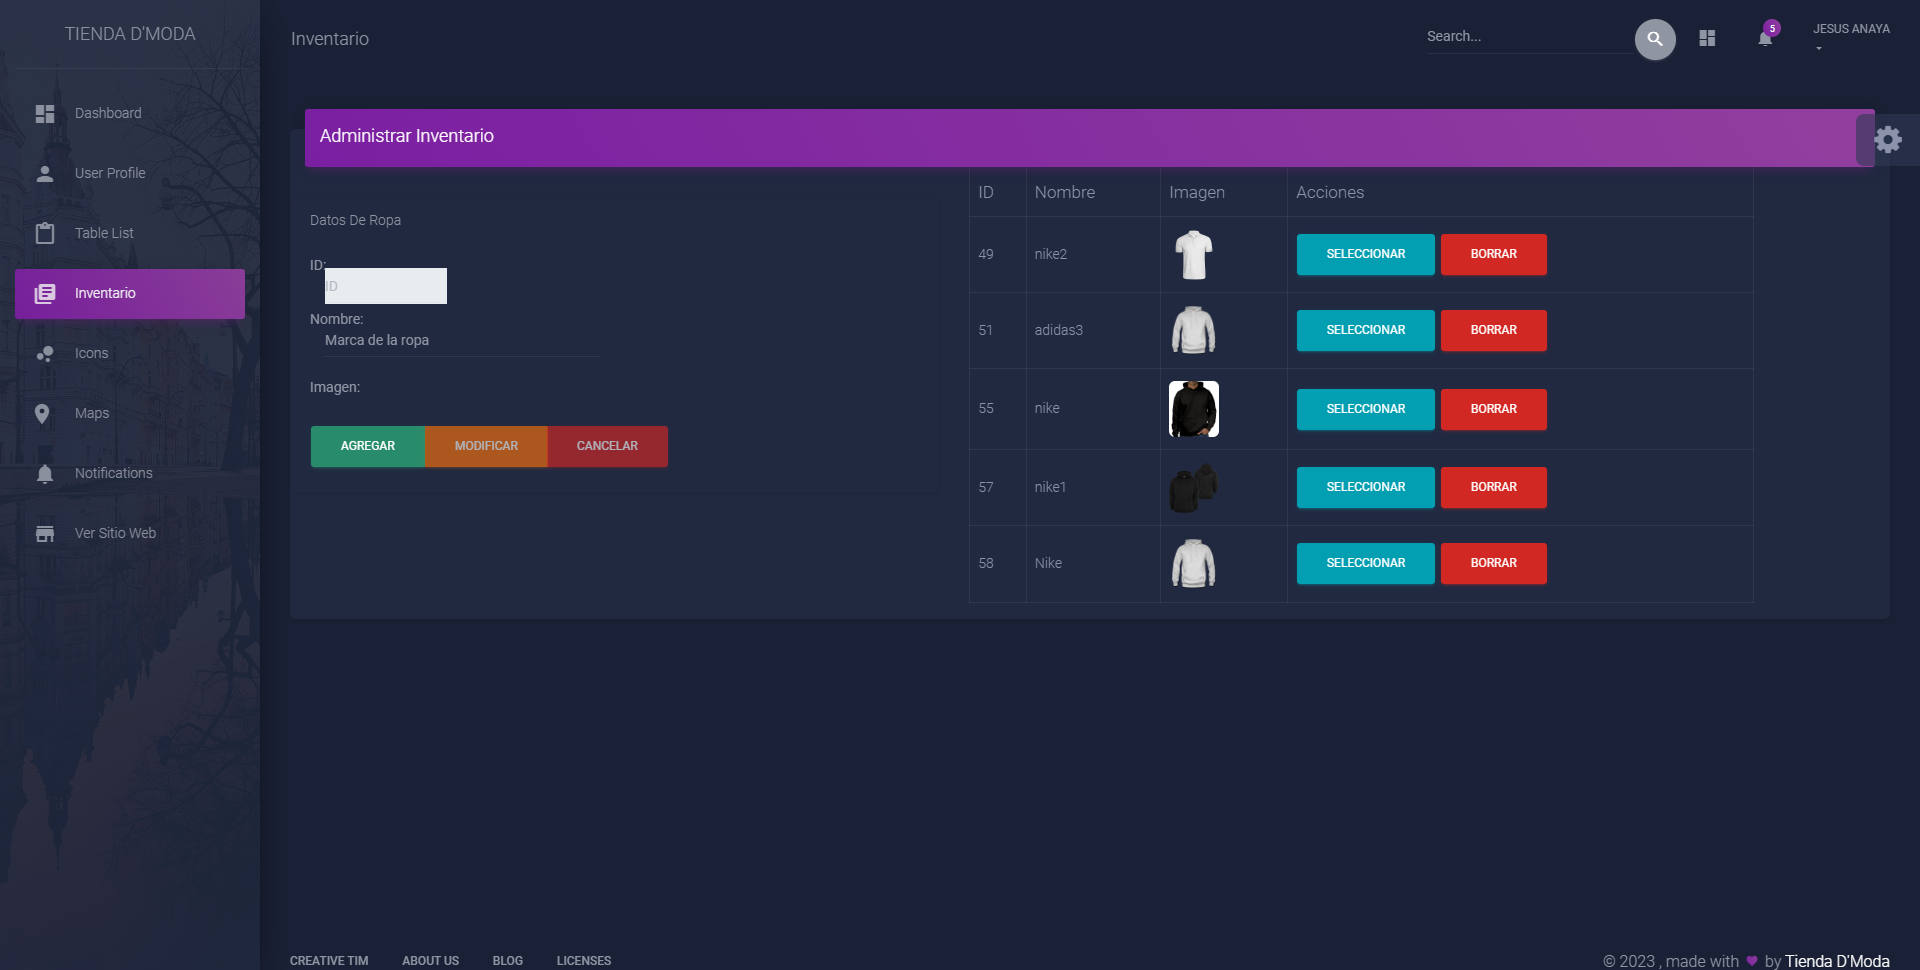 TIENDA D'MODA
Dashboard
User Profile
Table List
Inventario
Icons
Maps
Notifications
Ver Sitio Web
Inventario
Search...
5
JESUS ANAYA
Administrar Inventario
Datos De Ropa
ID:
ID
Nombre:
Marca de la ropa
Imagen:
AGREGAR MODIFICAR CANCELAR
ID Nombre Imagen Acciones
49 nike2 SELECCIONAR BORRAR
51 adidas3 SELECCIONAR BORRAR
55 nike SELECCIONAR BORRAR
57 nike1 SELECCIONAR BORRAR
58 Nike SELECCIONAR BORRAR
CREATIVE TIM ABOUT US BLOG LICENSES
© 2023 , made with ♥ by Tienda D'Moda